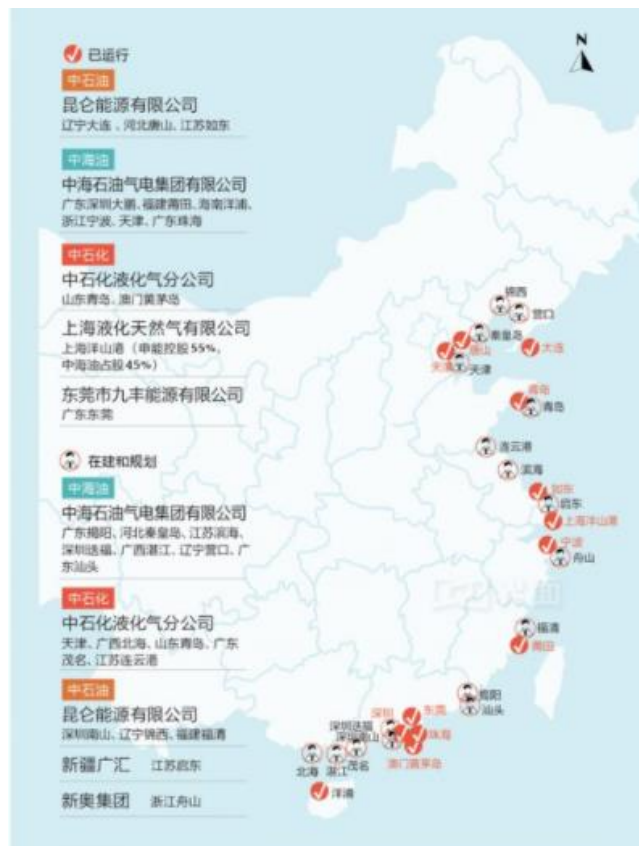 N
已运行
中石油
昆仑能源有限公司
辽宁大连、河北唐山、江苏如东
中海油
中海石油气电集团有限公司
广东深圳大鹏、福建莆田、海南洋浦、
浙江宁波、天津、广东珠海
中石化
中石化液化气分公司
山东青岛、澳门黄茅岛
上海液化天然气有限公司
上海洋山港（申能控股55%，
中海油占股45%）
东莞市九丰能源有限公司
广东东莞
在建和规划
中海油
中海石油气电集团有限公司
广东揭阳、河北秦皇岛、江苏滨海、
深圳迭福、广西湛江、辽宁营口、广
东汕头
中石化
中石化液化气分公司
天津、广西北海、山东青岛、广东
茂名、江苏连云港
中石油
昆仑能源有限公司
深圳南山、辽宁锦西、福建福清
新疆广汇 江苏启东
新奥集团 浙江舟山
锦西
营口
秦皇岛
唐山
大连
天津
天津
青岛
青岛
连云港
滨海
如东
启东
上海洋山港
宁波
舟山
福清
莆田
揭阳
汕头
东莞
深圳
深圳迭福
深圳南山
珠海
澳门黄茅岛
茂名
湛江
北海
洋浦